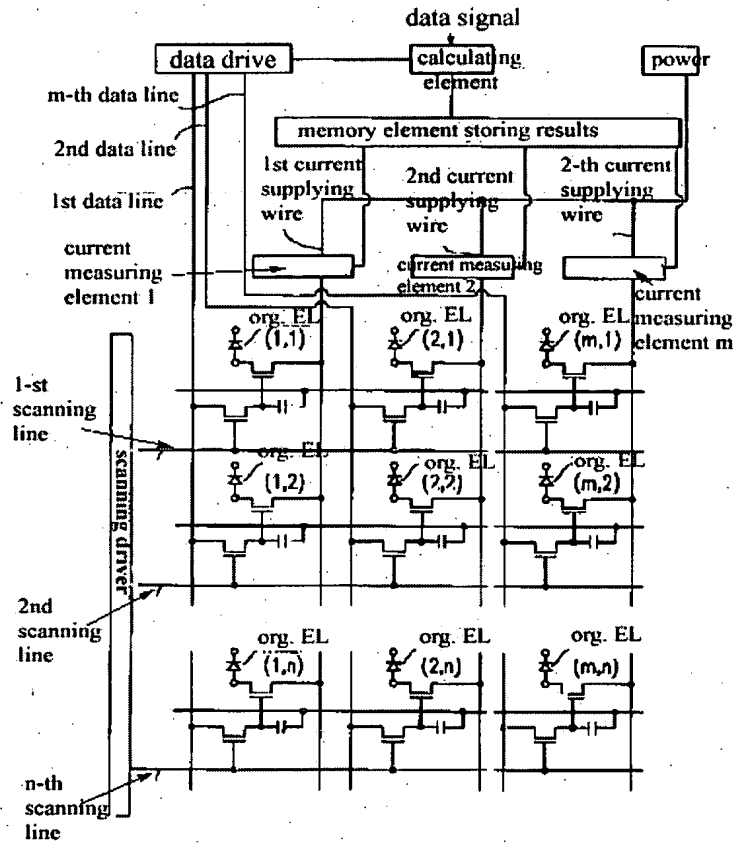 data signal
data drive
calculating
element
power
m-th data line
2nd data line
1st data line
memory element storing results
1st current
supplying
wire
2nd current
supplying
wire
2-th current
supplying
wire
current
measuring
element 1
current measuring
element 2
current
measuring
element m
org. EL
(1,1)
org. EL
(2,1)
org. EL
(m,1)
1-st
scanning
line
scanning driver
org. EL
(1,2)
org. EL
(2,2)
org. EL
(m,2)
2nd
scanning
line
org. EL
(1,n)
org. EL
(2,n)
org. EL
(m,n)
n-th
scanning
line